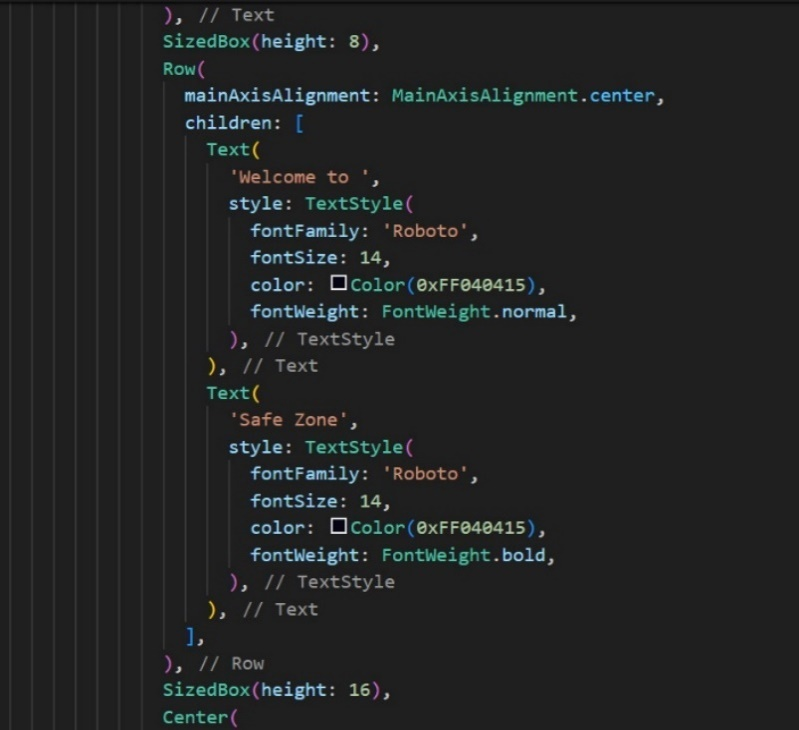 ), // Text
SizedBox(height: 8),
Row(
mainAxisAlignment: MainAxisAlignment.center,
children: [
Text(
'Welcome to ',
style: TextStyle(
fontFamily: 'Roboto',
fontSize: 14,
color: Color(0xFF040415),
fontWeight: FontWeight.normal,
), // TextStyle
), // Text
Text(
'Safe Zone',
style: TextStyle(
fontFamily: 'Roboto',
fontSize: 14,
color: Color(0xFF040415),
fontWeight: FontWeight.bold,
), // TextStyle
), // Text
],
), // Row
SizedBox(height: 16),
Center(